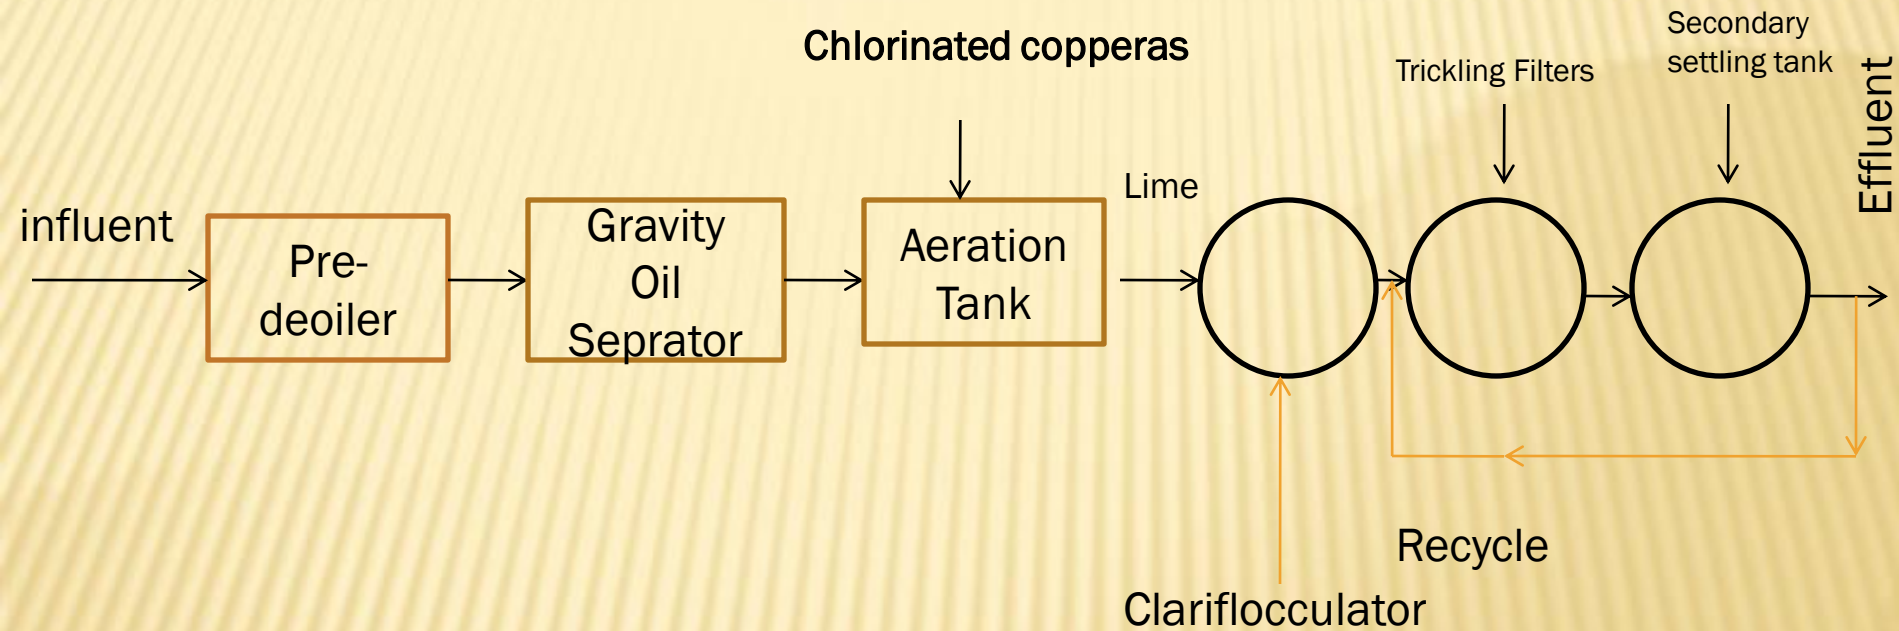 Chlorinated copperas
Secondary
settling tank
Trickling Filters
Effluent
Lime
influent
Pre-
deoiler
Gravity
Oil
Seprator
Aeration
Tank
Recycle
Clariflocculator